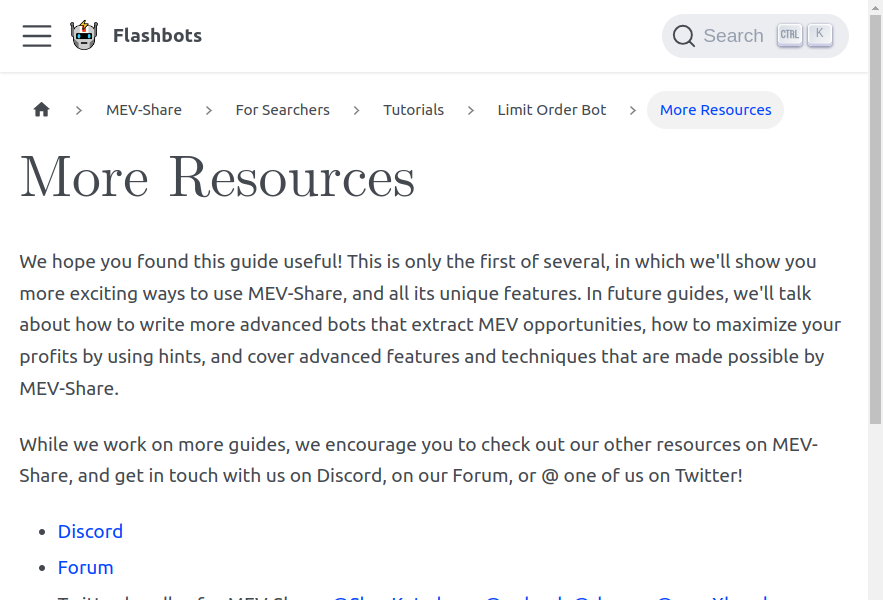 Flashbots
Search CTRL K
MEV-Share > For Searchers > Tutorials > Limit Order Bot > More Resources
More Resources
We hope you found this guide useful! This is only the first of several, in which we'll show you
more exciting ways to use MEV-Share, and all its unique features. In future guides, we'll talk
about how to write more advanced bots that extract MEV opportunities, how to maximize your
profits by using hints, and cover advanced features and techniques that are made possible by
MEV-Share.
While we work on more guides, we encourage you to check out our other resources on MEV-
Share, and get in touch with us on Discord, on our Forum, or @ one of us on Twitter!
• Discord
• Forum